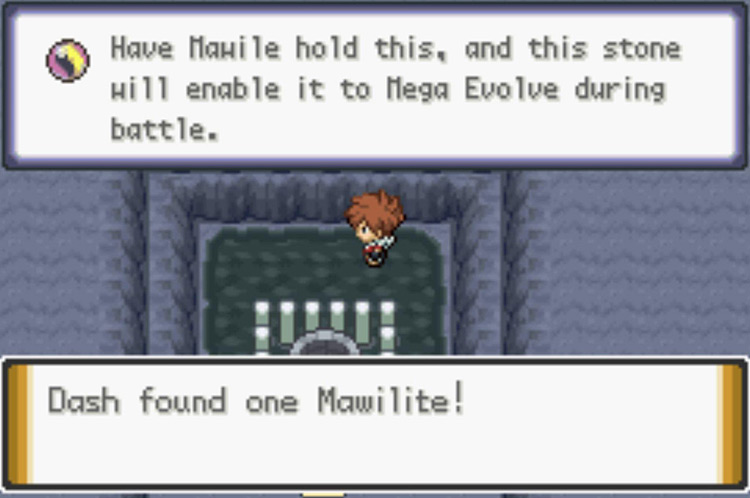 Have Mawile hold this, and this stone
will enable it to Mega Evolve during
battle.
Dash found one Mawilite!